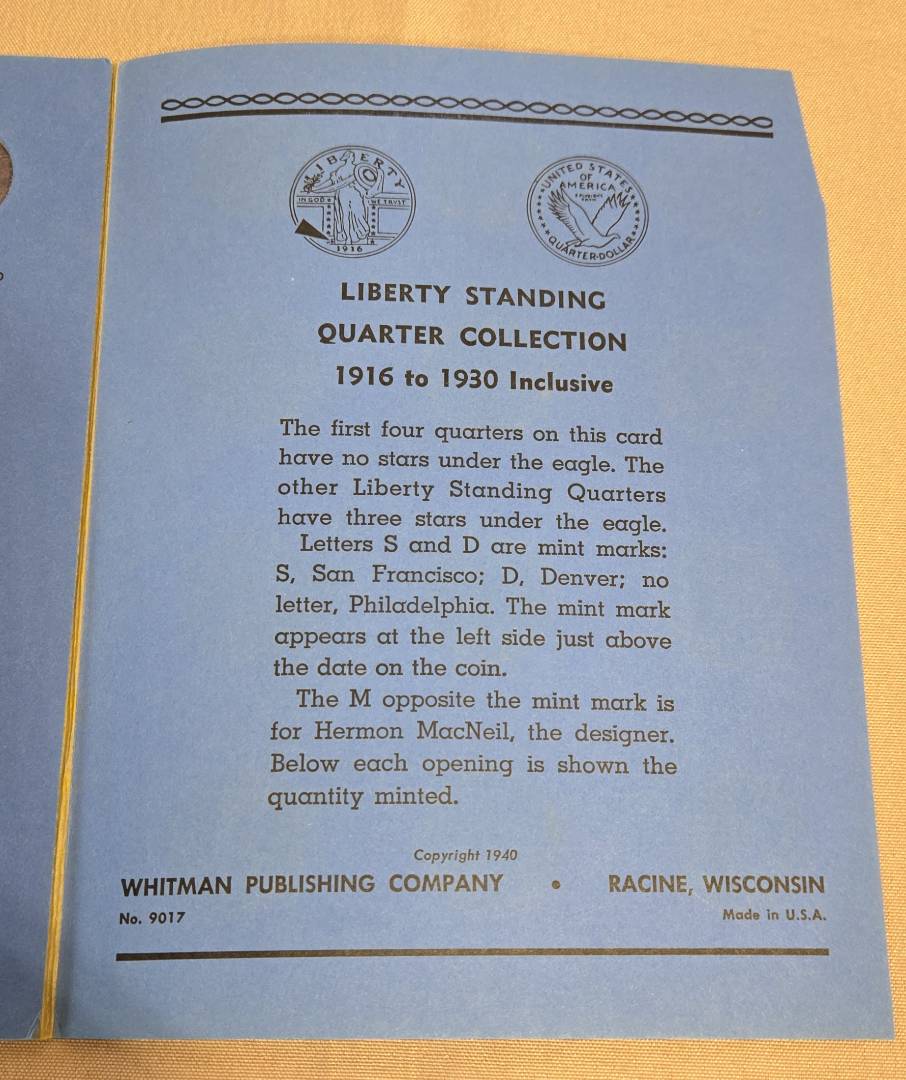 LIBERTY
IN GOD WE TRUST
1916
UNITED STATES
OF
AMERICA
QUARTER-DOLLAR
LIBERTY STANDING
QUARTER COLLECTION
1916 to 1930 Inclusive
The first four quarters on this card
have no stars under the eagle. The
other Liberty Standing Quarters
have three stars under the eagle.
Letters S and D are mint marks:
S, San Francisco; D, Denver; no
letter, Philadelphia. The mint mark
appears at the left side just above
the date on the coin.
The M opposite the mint mark is
for Hermon MacNeil, the designer.
Below each opening is shown the
quantity minted.
Copyright 1940
WHITMAN PUBLISHING COMPANY • RACINE, WISCONSIN
No. 9017 Made in U.S.A.